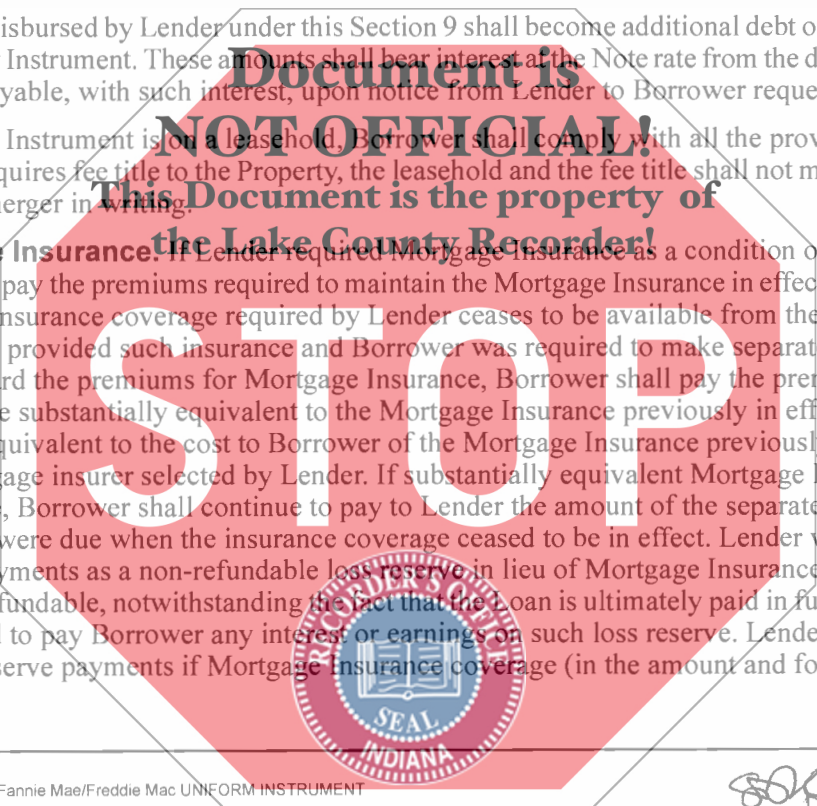 isbursed by Lender under this Section 9 shall become additional debt o
Instrument. These amounts shall bear interest at the Note rate from the d
yable, with such interest, upon notice from Lender to Borrower reque
Document is
NOT OFFICIAL!
This Document is the property of
the Lake County Recorder!
Instrument is on a leasehold, Borrower shall comply with all the prov
quires fee title to the Property, the leasehold and the fee title shall not m
erger in writing.
e Insurance. If Lender required Mortgage Insurance as a condition o
pay the premiums required to maintain the Mortgage Insurance in effec
nsurance coverage required by Lender ceases to be available from the
provided such insurance and Borrower was required to make separat
rd the premiums for Mortgage Insurance, Borrower shall pay the prer
e substantially equivalent to the Mortgage Insurance previously in eff
quivalent to the cost to Borrower of the Mortgage Insurance previousl
gage insurer selected by Lender. If substantially equivalent Mortgage I
, Borrower shall continue to pay to Lender the amount of the separate
were due when the insurance coverage ceased to be in effect. Lender w
yments as a non-refundable loss reserve in lieu of Mortgage Insurance
fundable, notwithstanding the fact that the Loan is ultimately paid in fu
d to pay Borrower any interest or earnings on such loss reserve. Lende
serve payments if Mortgage Insurance coverage (in the amount and fo
STOP
RECORDER'S OFFICE
SEAL
INDIANA
Fannie Mae/Freddie Mac UNIFORM INSTRUMENT